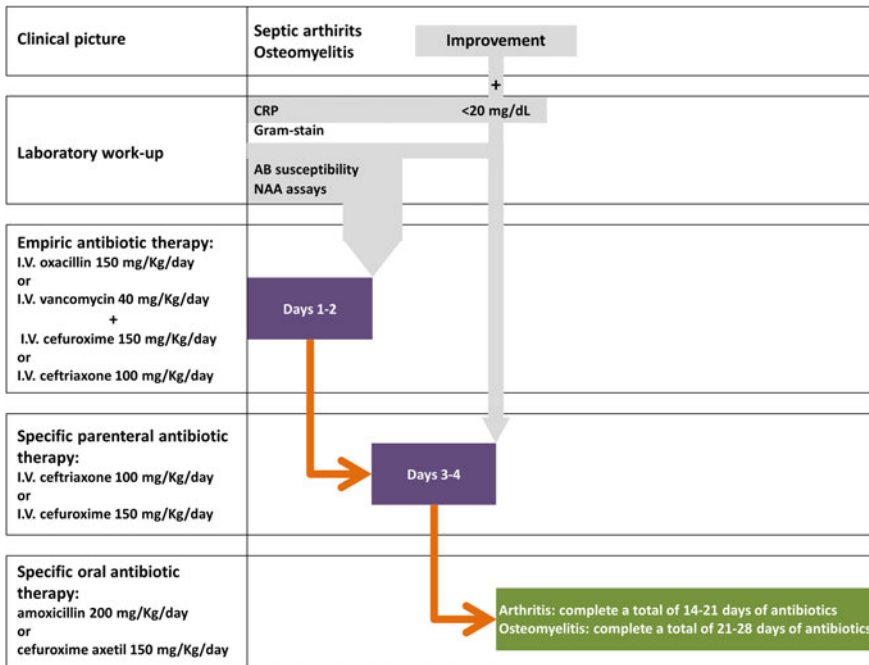 Clinical picture
Septic arthirits
Osteomyelitis
Improvement
+
Laboratory work-up
CRP
<20 mg/dL
Gram-stain
AB susceptibility
NAA assays
Empiric antibiotic therapy:
I.V. oxacillin 150 mg/Kg/day
or
I.V. vancomycin 40 mg/Kg/day
+
I.V. cefuroxime 150 mg/Kg/day
or
I.V. ceftriaxone 100 mg/Kg/day
Days 1-2
Specific parenteral antibiotic
therapy:
I.V. ceftriaxone 100 mg/Kg/day
or
I.V. cefuroxime 150 mg/Kg/day
Days 3-4
Specific oral antibiotic
therapy:
amoxicillin 200 mg/Kg/day
or
cefuroxime axetil 150 mg/Kg/day
Arthritis: complete a total of 14-21 days of antibiotics
Osteomyelitis: complete a total of 21-28 days of antibiotics